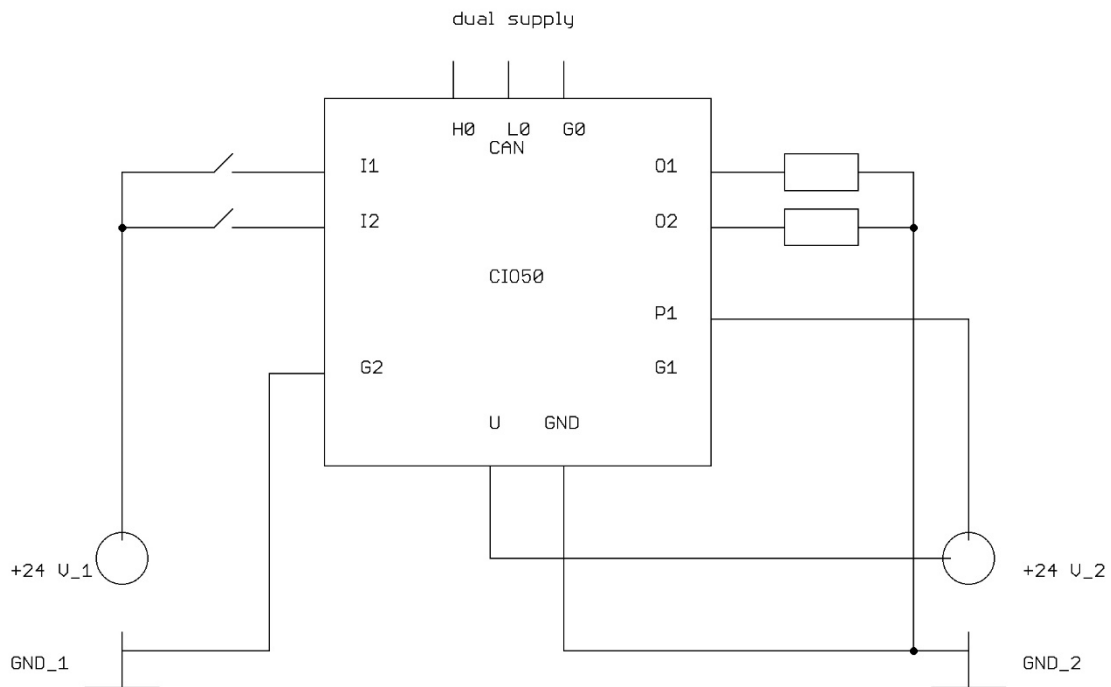 dual supply
H0 L0 G0
CAN
I1 O1
I2 O2
CIO50
P1
G2 G1
U GND
+24 V_1 +24 V_2
GND_1 GND_2